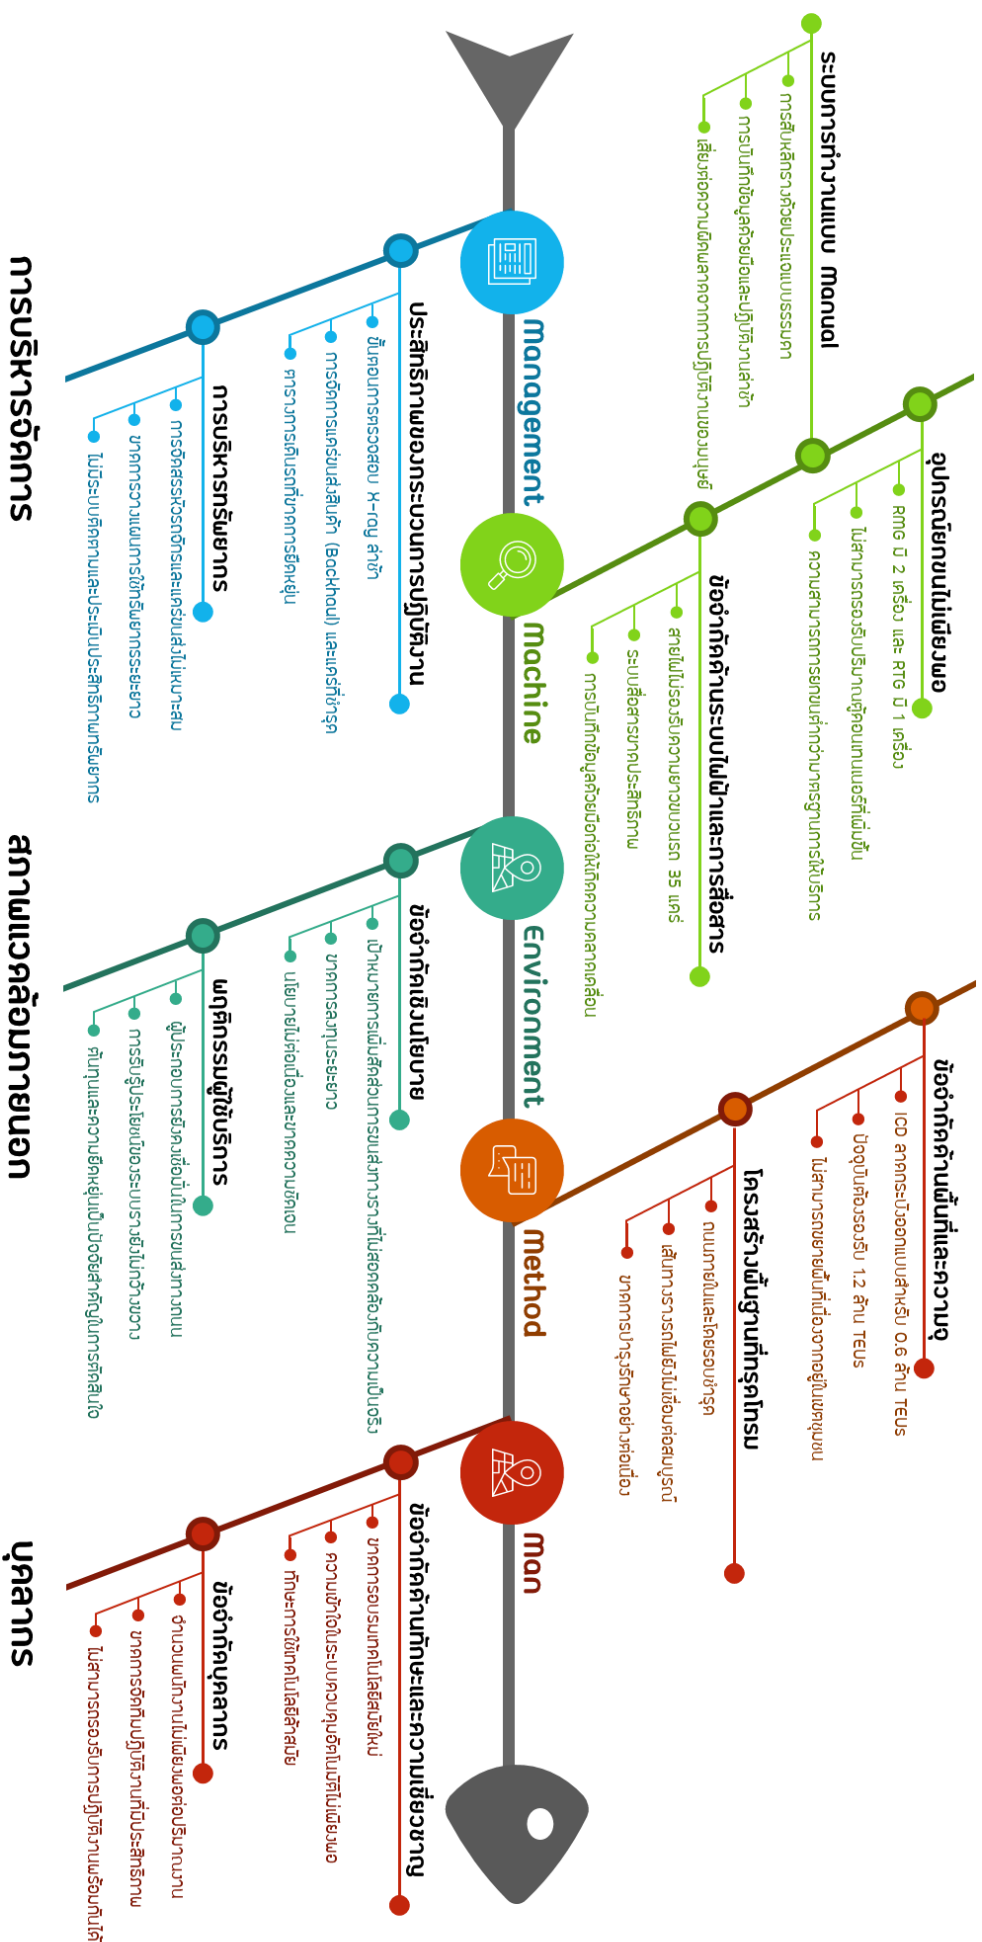 ระบบการทำงานแบบ Manual
การสับหลีกรางด้วยประแจแบบธรรมดา
การบันทึกข้อมูลด้วยมือและปฏิบัติงานล่าช้า
เสี่ยงต่อความผิดพลาดจากการปฏิบัติงานของมนุษย์
อุปกรณ์ยกขนไม่เพียงพอ
RMG มี 2 เครื่อง และ RTG มี 1 เครื่อง
ไม่สามารถรองรับปริมาณตู้คอนเทนเนอร์ที่เพิ่มขึ้น
ความสามารถการยกขนต่ำกว่ามาตรฐานการให้บริการ
ข้อจำกัดด้านระบบไฟฟ้าและการสื่อสาร
สายไฟไม่รองรับความยาวขบวนรถ 35 แคร่
ระบบสื่อสารขาดประสิทธิภาพ
การบันทึกข้อมูลด้วยมือก่อให้เกิดความคลาดเคลื่อน
ข้อจำกัดด้านพื้นที่และความจุ
ICD ลาดกระบังออกแบบสำหรับ 0.6 ล้าน TEUs
ปัจจุบันต้องรองรับ 1.2 ล้าน TEUs
ไม่สามารถขยายพื้นที่เนื่องจากอยู่ในเขตชุมชน
โครงสร้างพื้นฐานที่ทรุดโทรม
ถนนภายในและโดยรอบชำรุด
เส้นทางรางรถไฟยังไม่เชื่อมต่อสมบูรณ์
ขาดการบำรุงรักษาอย่างต่อเนื่อง
Management
Machine
Environment
Method
Man
ประสิทธิภาพของกระบวนการปฏิบัติงาน
ขั้นตอนการตรวจสอบ X-ray ล่าช้า
การจัดการแคร่ขนส่งสินค้า (Backhaul) และแคร่ที่ชำรุด
ตารางการเดินรถที่ขาดการยืดหยุ่น
การบริหารทรัพยากร
การจัดสรรหัวรถจักรและแคร่ขนส่งไม่เหมาะสม
ขาดการวางแผนการใช้ทรัพยากรระยะยาว
ไม่มีระบบติดตามและประเมินประสิทธิภาพทรัพยากร
ข้อจำกัดเชิงนโยบาย
เป้าหมายการเพิ่มสัดส่วนการขนส่งทางรางที่ไม่สอดคล้องกับความเป็นจริง
ขาดการลงทุนระยะยาว
นโยบายไม่ต่อเนื่องและขาดความชัดเจน
พฤติกรรมผู้ใช้บริการ
ผู้ประกอบการยังคงเชื่อมั่นในการขนส่งทางถนน
การรับรู้ประโยชน์ของระบบรางยังไม่กว้างขวาง
ต้นทุนและความยืดหยุ่นเป็นปัจจัยสำคัญในการตัดสินใจ
ข้อจำกัดด้านทักษะและความเชี่ยวชาญ
ขาดการอบรมเทคโนโลยีสมัยใหม่
ความเข้าใจในระบบควบคุมอัตโนมัติไม่เพียงพอ
ทักษะการใช้เทคโนโลยีล้าสมัย
ข้อจำกัดบุคลากร
จำนวนพนักงานไม่เพียงพอต่อปริมาณงาน
ขาดการจัดทีมปฏิบัติงานที่มีประสิทธิภาพ
ไม่สามารถรองรับการปฏิบัติงานพร้อมกันได้
การบริหารจัดการ
สภาพแวดล้อมภายนอก
บุคลากร